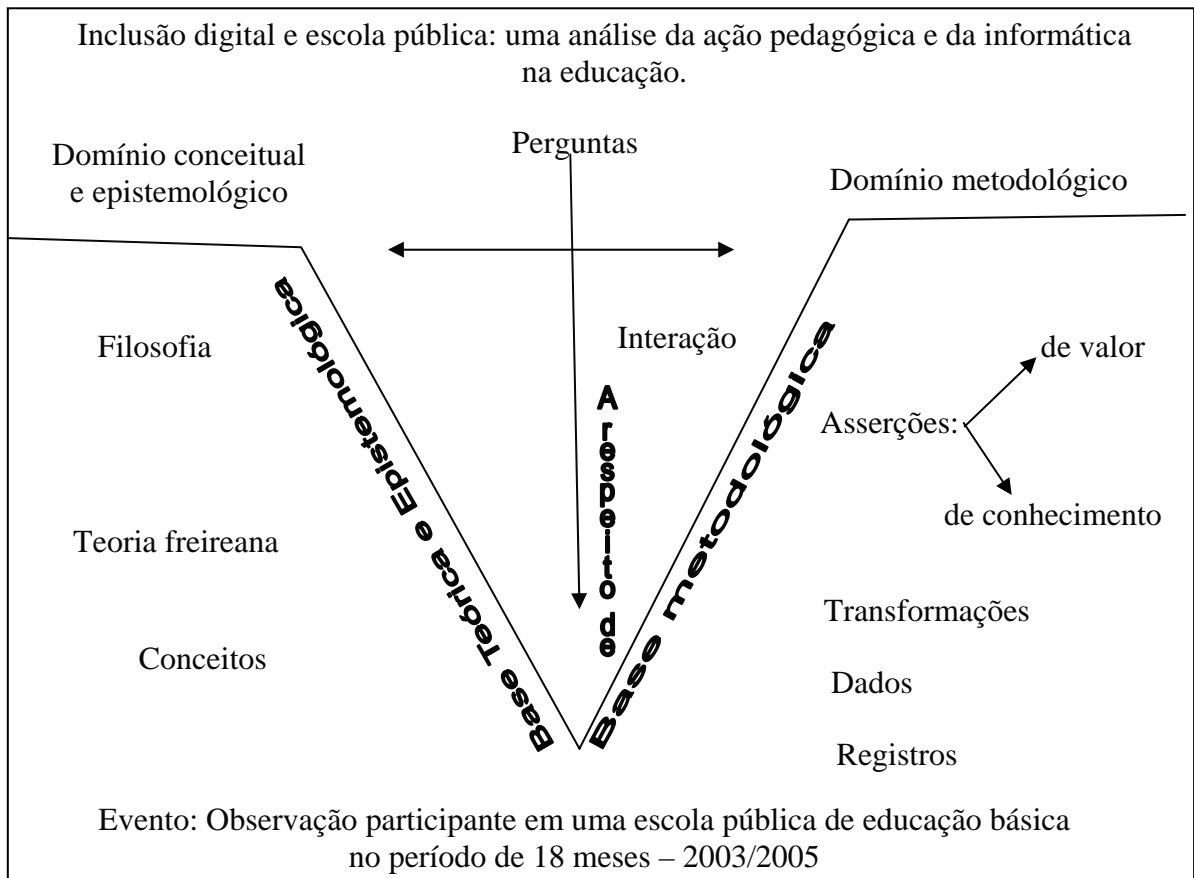 Inclusão digital e escola pública: uma análise da ação pedagógica e da informática
na educação.
Perguntas
Domínio conceitual
e epistemológico
Domínio metodológico
Filosofia
Teoria freireana
Conceitos
Base Teórica e Epistemológica
Interação
A respeito de
Base metodológica
de valor
Asserções:
de conhecimento
Transformações
Dados
Registros
Evento: Observação participante em uma escola pública de educação básica
no período de 18 meses – 2003/2005